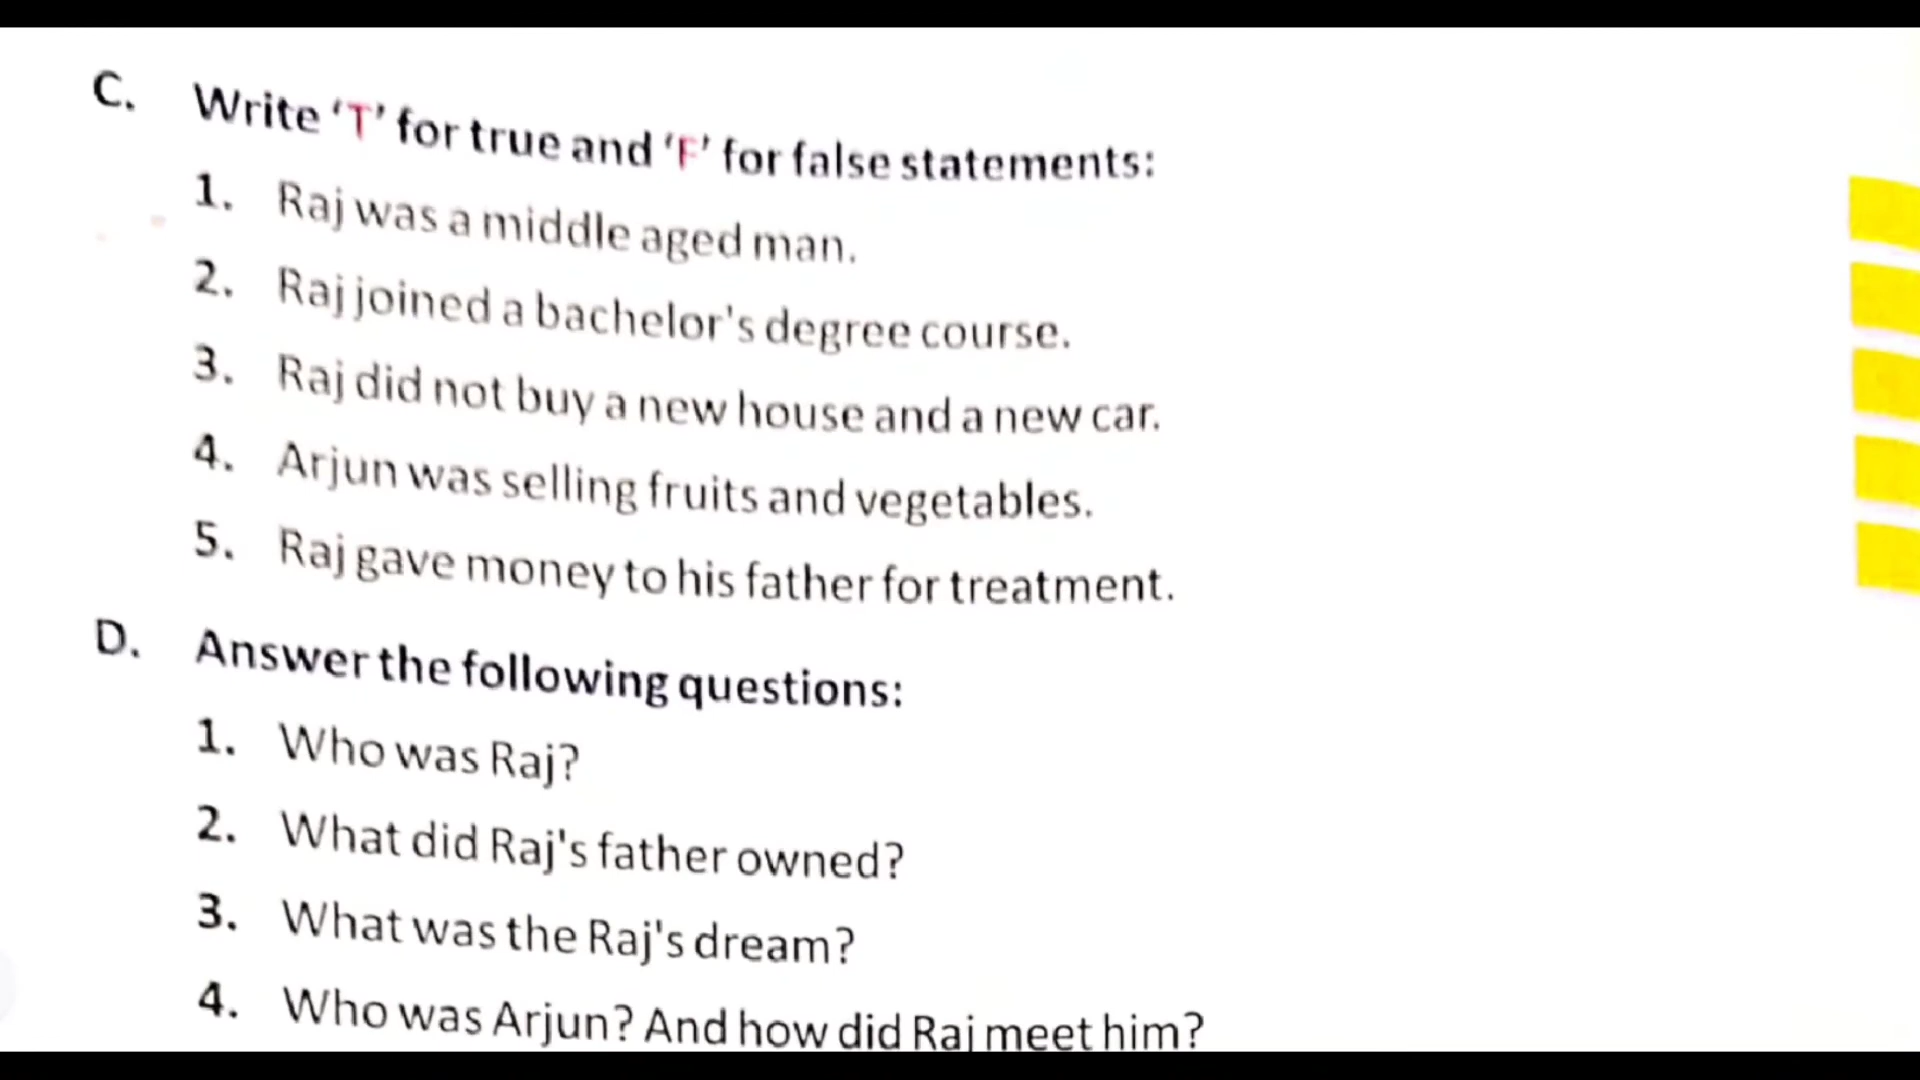 C. Write ‘T’ for true and ‘F’ for false statements:
1. Raj was a middle aged man.
2. Raj joined a bachelor's degree course.
3. Raj did not buy a new house and a new car.
4. Arjun was selling fruits and vegetables.
5. Raj gave money to his father for treatment.
D. Answer the following questions:
1. Who was Raj?
2. What did Raj's father owned?
3. What was the Raj's dream?
4. Who was Arjun? And how did Raj meet him?